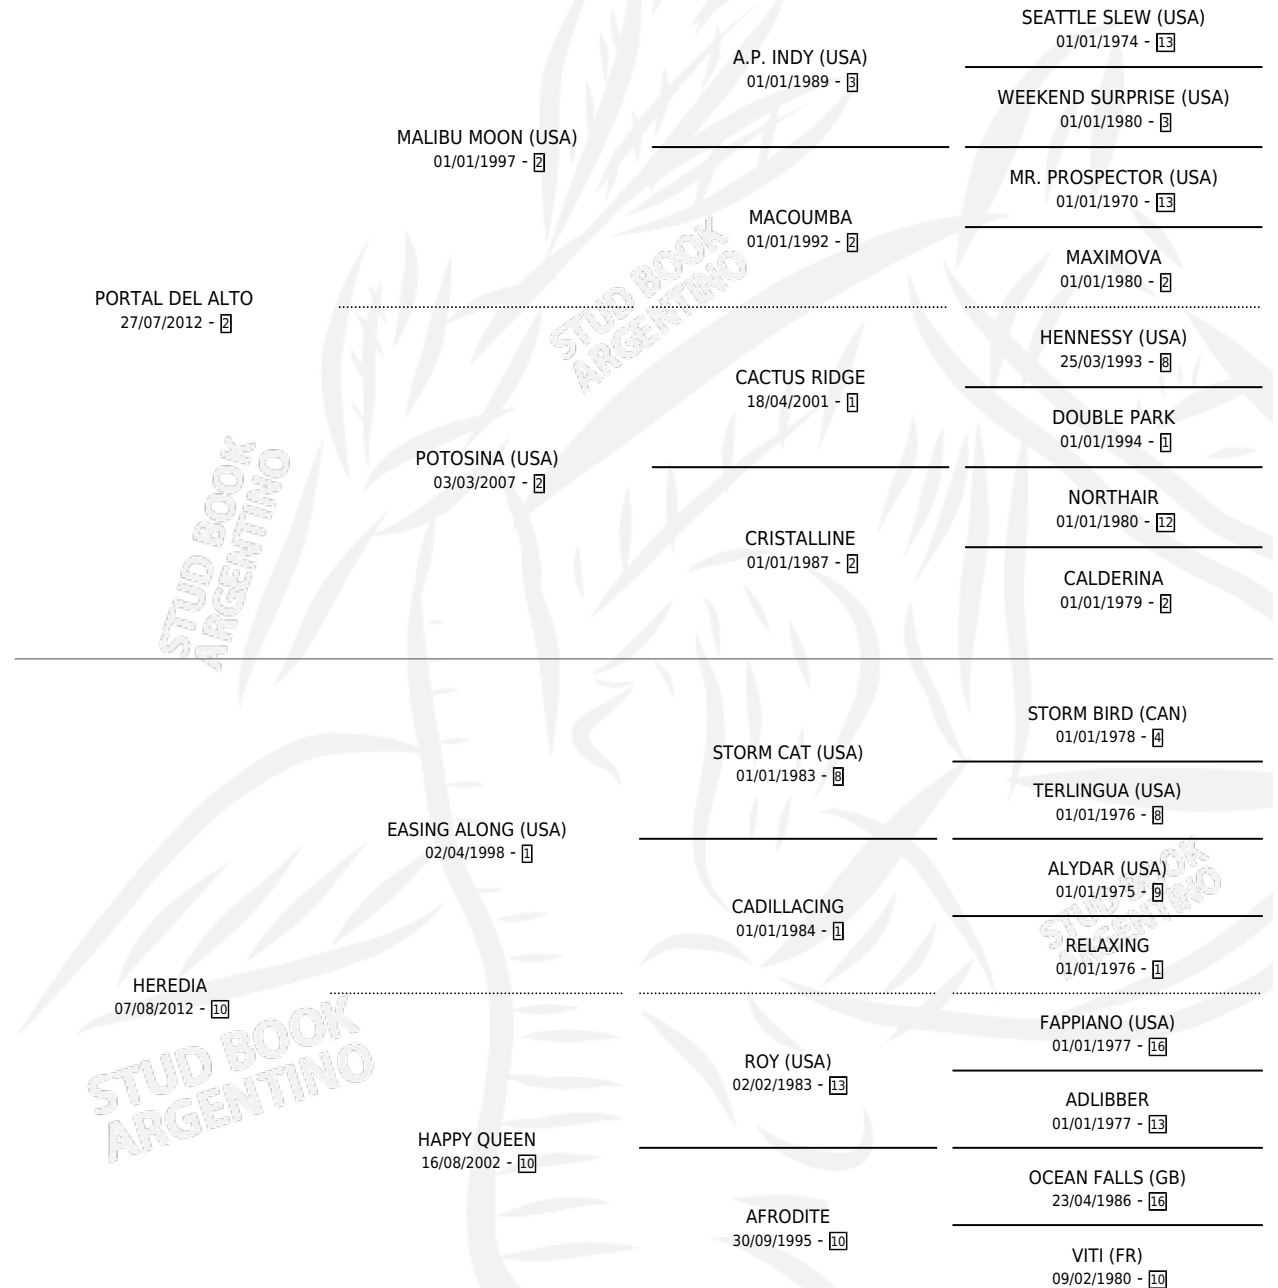 SEATTLE SLEW (USA)
01/01/1974 - 13
A.P. INDY (USA)
01/01/1989 - 3
WEEKEND SURPRISE (USA)
01/01/1980 - 3
MALIBU MOON (USA)
01/01/1997 - 2
MR. PROSPECTOR (USA)
01/01/1970 - 13
MACOUMBA
01/01/1992 - 2
MAXIMOVA
01/01/1980 - 2
PORTAL DEL ALTO
27/07/2012 - 2
HENNESSY (USA)
25/03/1993 - 8
CACTUS RIDGE
18/04/2001 - 1
DOUBLE PARK
01/01/1994 - 1
POTOSINA (USA)
03/03/2007 - 2
NORTHAIR
01/01/1980 - 12
CRISTALLINE
01/01/1987 - 2
CALDERINA
01/01/1979 - 2
STORM BIRD (CAN)
01/01/1978 - 4
STORM CAT (USA)
01/01/1983 - 8
TERLINGUA (USA)
01/01/1976 - 8
EASING ALONG (USA)
02/04/1998 - 1
ALYDAR (USA)
01/01/1975 - 9
CADILLACING
01/01/1984 - 1
RELAXING
01/01/1976 - 1
HEREDIA
07/08/2012 - 10
FAPPIANO (USA)
01/01/1977 - 16
ROY (USA)
02/02/1983 - 13
ADLIBBER
01/01/1977 - 13
HAPPY QUEEN
16/08/2002 - 10
OCEAN FALLS (GB)
23/04/1986 - 16
AFRODITE
30/09/1995 - 10
VITI (FR)
09/02/1980 - 10
STUD BOOK
ARGENTINO
STUD BOOK
ARGENTINO
STUD BOOK
ARGENTINO
STUD BOOK
ARGENTINO